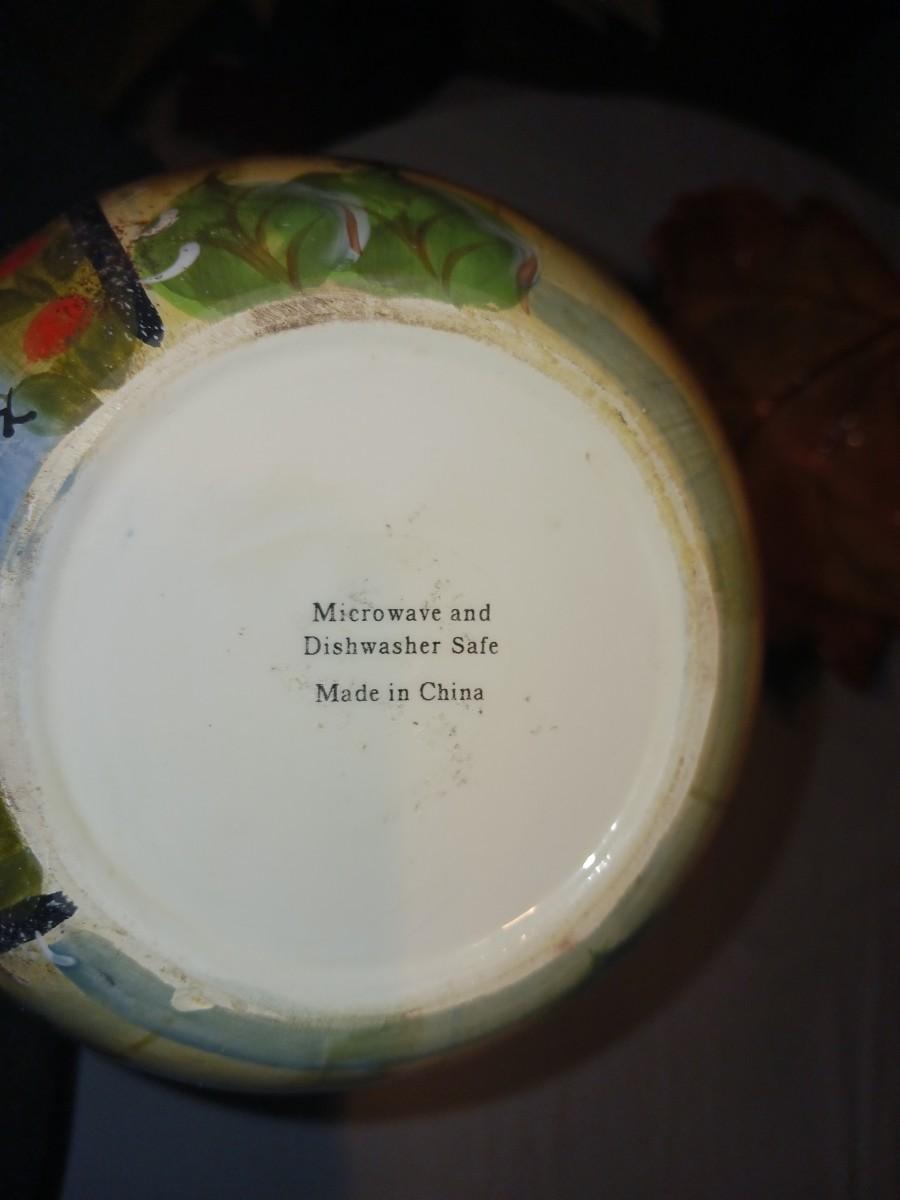 Microwave and
Dishwasher Safe
Made in China